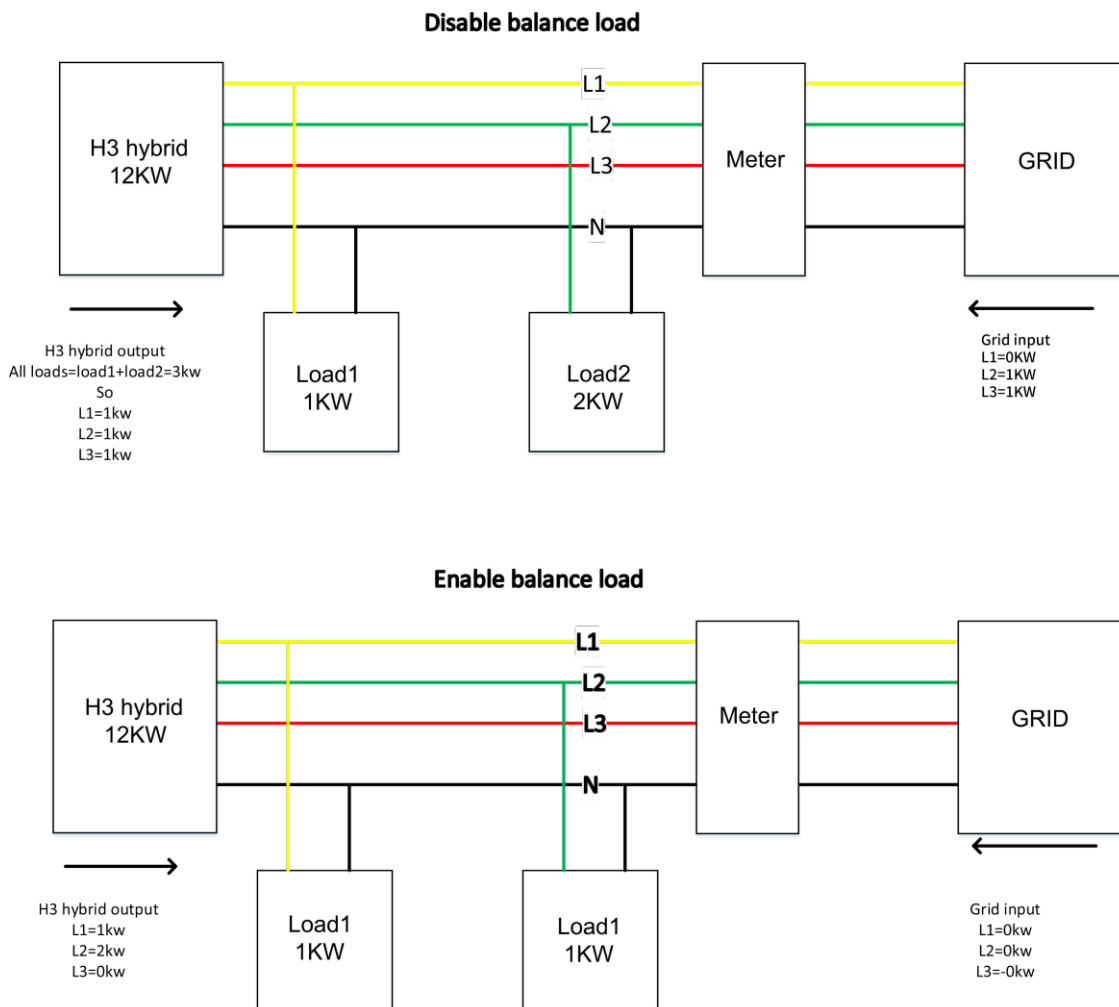 Disable balance load
H3 hybrid
12KW
L1
L2
L3
N
Meter
GRID
H3 hybrid output
All loads=load1+load2=3kw
So
L1=1kw
L2=1kw
L3=1kw
Load1
1KW
Load2
2KW
Grid input
L1=0KW
L2=1KW
L3=1KW
Enable balance load
H3 hybrid
12KW
L1
L2
L3
N
Meter
GRID
H3 hybrid output
L1=1kw
L2=2kw
L3=0kw
Load1
1KW
Load1
1KW
Grid input
L1=0kw
L2=0kw
L3=-0kw